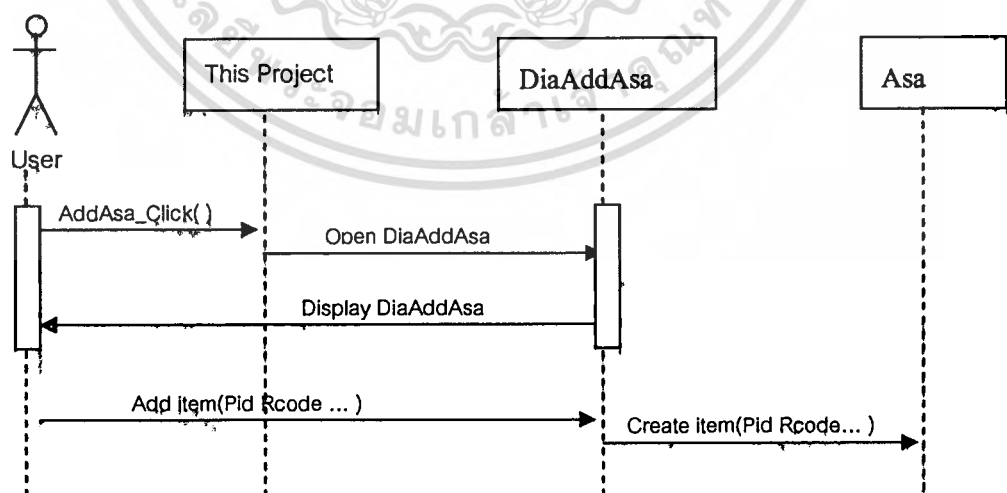 This Project
DiaAddAsa
Asa
User
AddAsa_Click( )
Open DiaAddAsa
Display DiaAddAsa
Add item(Pid Rcode ... )
Create item(Pid Rcode... )